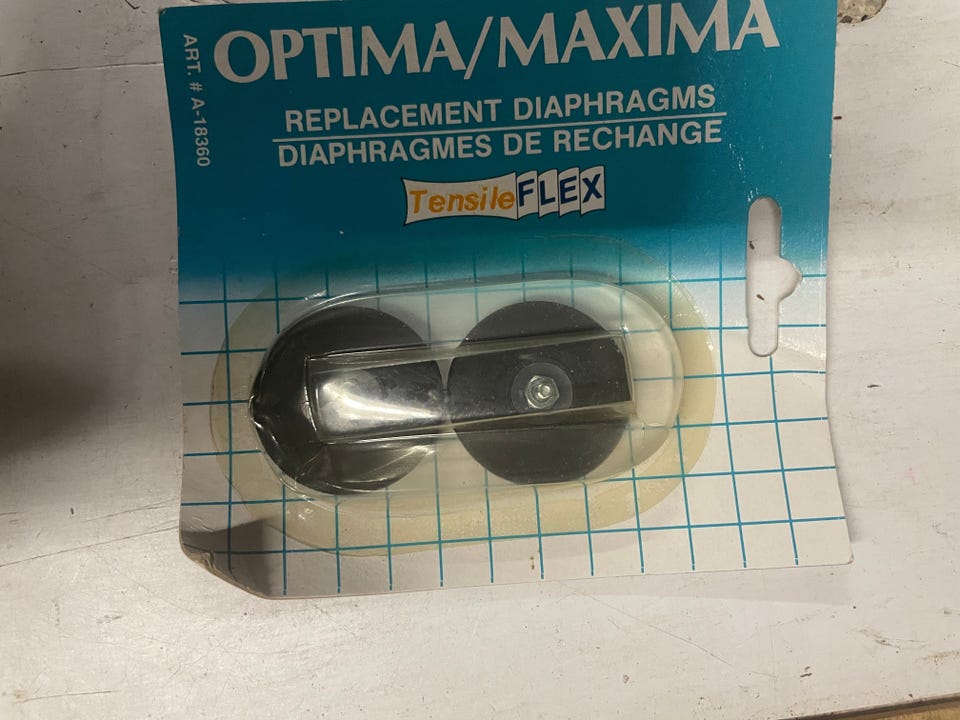 OPTIMA/MAXIMA
REPLACEMENT DIAPHRAGMS
DIAPHRAGMES DE RECHANGE
TensileFLEX
ART. # A-18360